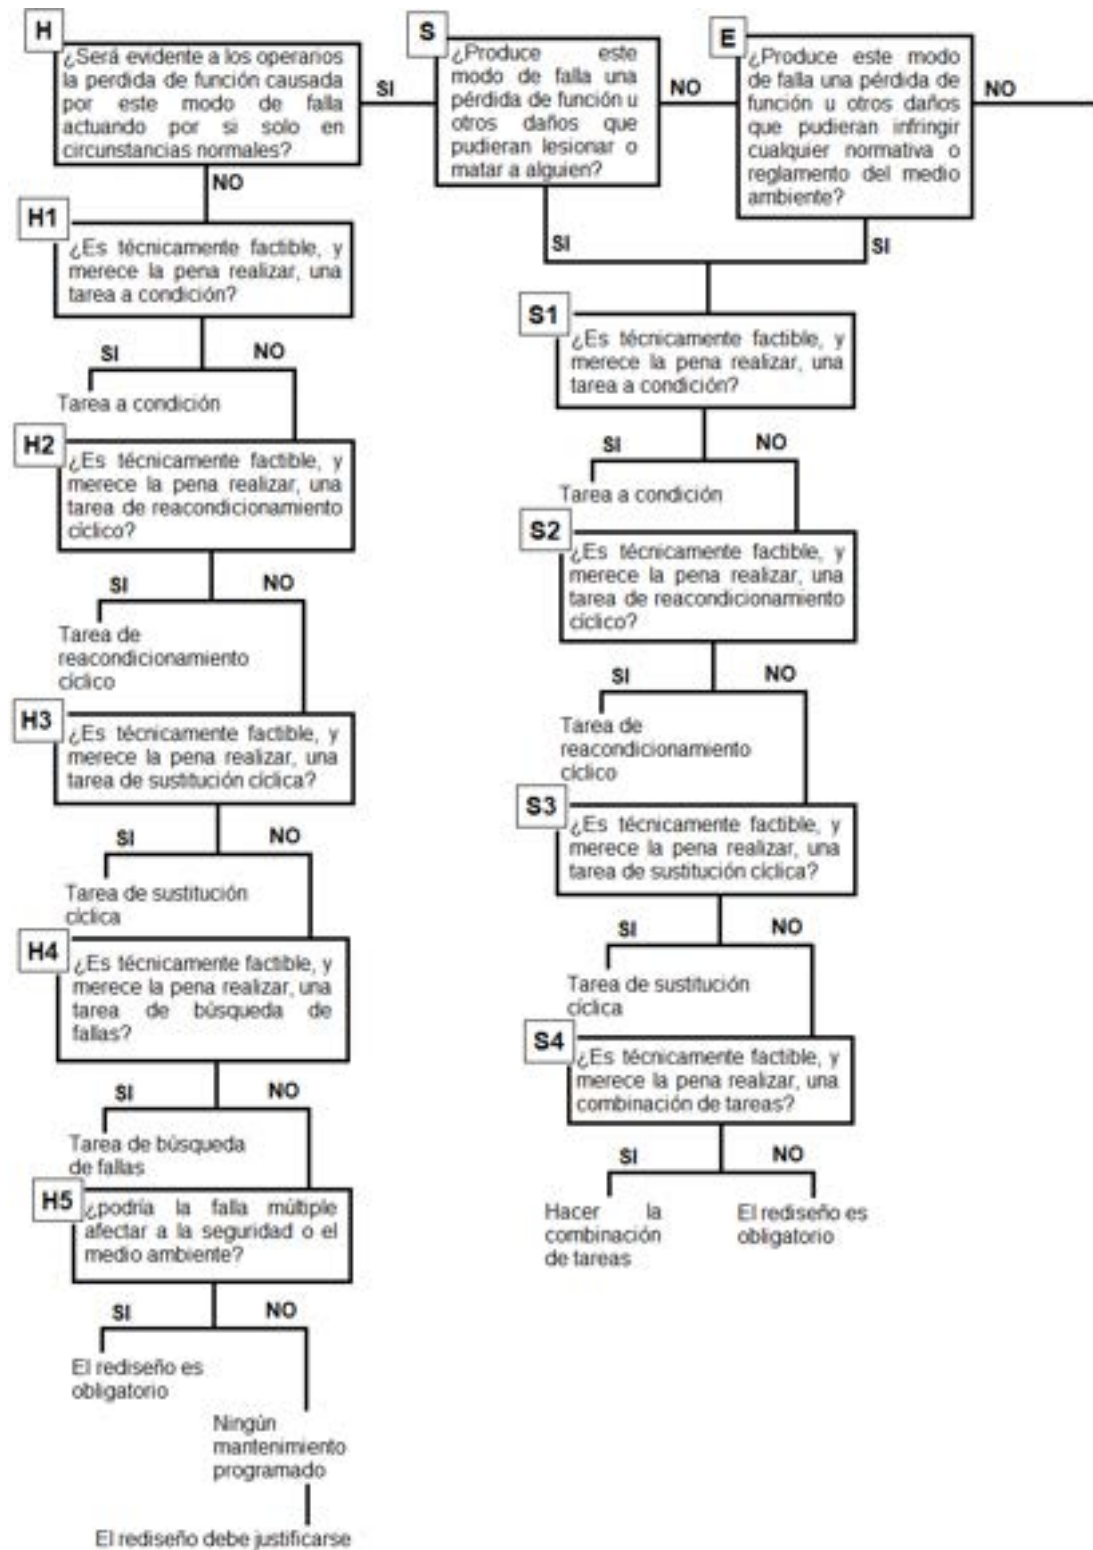 H
¿Será evidente a los operarios
la perdida de función causada
por este modo de falla
actuando por si solo en
circunstancias normales?
SI
NO
S
¿Produce este
modo de falla una
pérdida de función u
otros daños que
pudieran lesionar o
matar a alguien?
NO
SI
E
¿Produce este modo
de falla una pérdida de
función u otros daños
que pudieran infringir
cualquier normativa o
reglamento del medio
ambiente?
NO
SI
H1
¿Es técnicamente factible, y
merece la pena realizar, una
tarea a condición?
SI
NO
Tarea a condición
H2
¿Es técnicamente factible, y
merece la pena realizar, una
tarea de reacondicionamiento
cíclico?
SI
NO
Tarea de
reacondicionamiento
cíclico
H3
¿Es técnicamente factible, y
merece la pena realizar, una
tarea de sustitución cíclica?
SI
NO
Tarea de sustitución
cíclica
H4
¿Es técnicamente factible, y
merece la pena realizar, una
tarea de búsqueda de
fallas?
SI
NO
Tarea de búsqueda
de fallas
H5
¿podría la falla múltiple
afectar a la seguridad o el
medio ambiente?
SI
NO
El rediseño es
obligatorio
Ningún
mantenimiento
programado
El rediseño debe justificarse
S1
¿Es técnicamente factible, y
merece la pena realizar, una
tarea a condición?
SI
NO
Tarea a condición
S2
¿Es técnicamente factible, y
merece la pena realizar, una
tarea de reacondicionamiento
cíclico?
SI
NO
Tarea de
reacondicionamiento
cíclico
S3
¿Es técnicamente factible, y
merece la pena realizar, una
tarea de sustitución cíclica?
SI
NO
Tarea de sustitución
cíclica
S4
¿Es técnicamente factible, y
merece la pena realizar, una
combinación de tareas?
SI
NO
Hacer la
combinación
de tareas
El rediseño es
obligatorio